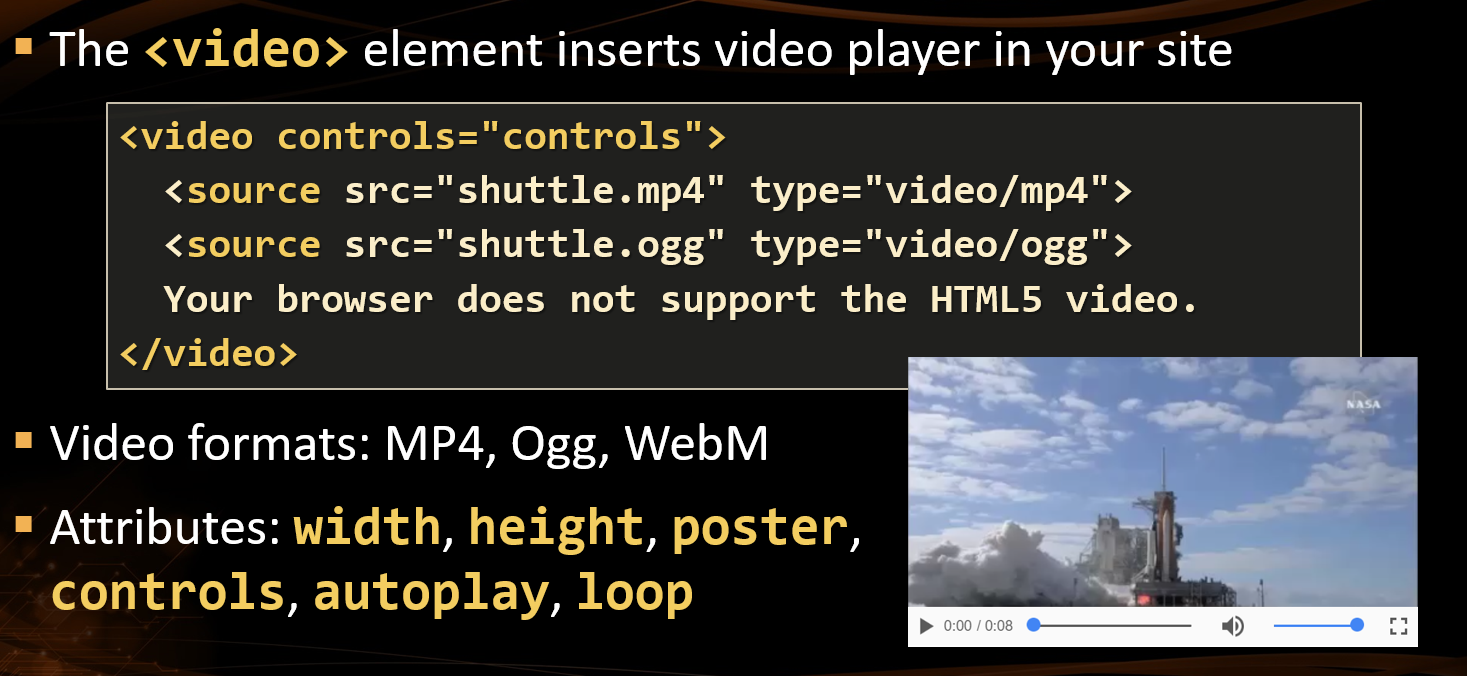 The <video> element inserts video player in your site
<video controls="controls">
<source src="shuttle.mp4" type="video/mp4">
<source src="shuttle.ogg" type="video/ogg">
Your browser does not support the HTML5 video.
</video>
NASA
Video formats: MP4, Ogg, WebM
Attributes: width, height, poster,
controls, autoplay, loop
0:00 / 0:08